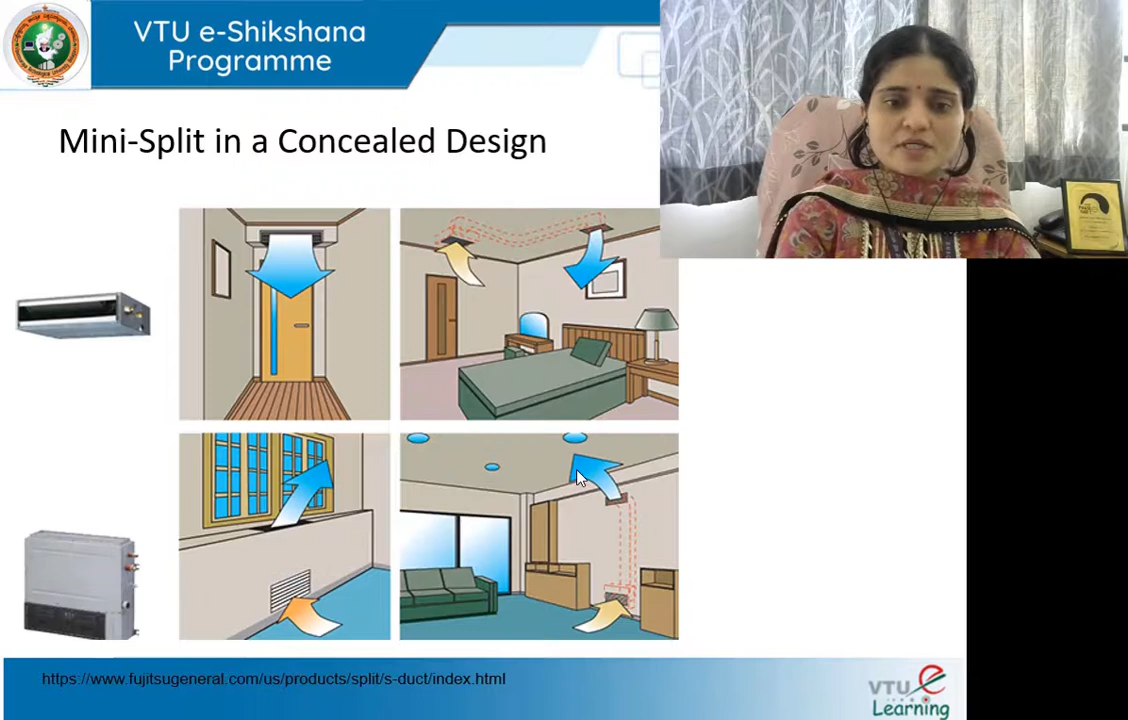 VTU e-Shikshana
Programme
Mini-Split in a Concealed Design
https://www.fujitsugeneral.com/us/products/split/s-duct/index.html
VTU e
Learning